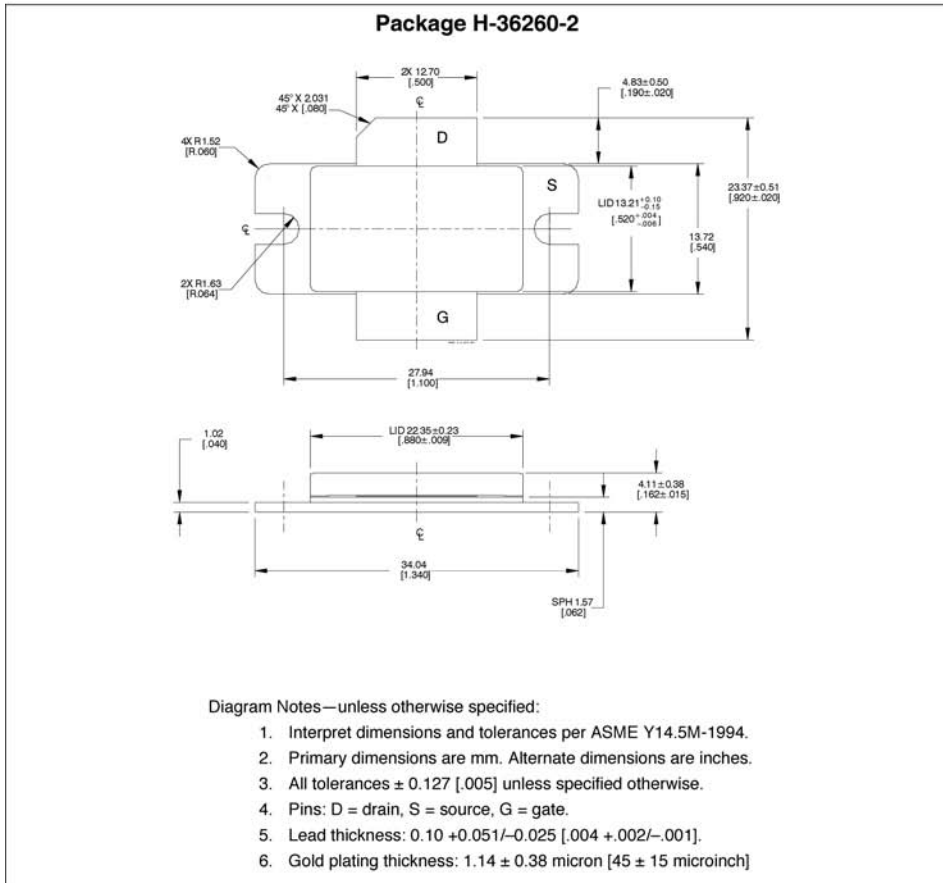 Package H-36260-2
2X 12.70
[.500]
4.83±0.50
[.190±.020]
45° X 2.031
45° X [.080]
℄
D
4X R1.52
[R.060]
S
LID 13.21 +0.10 -0.15
[.520 +.004 -.006]
23.37±0.51
[.920±.020]
℄
13.72
[.540]
2X R1.63
[R.064]
G
27.94
[1.100]
LID 22.35±0.23
[.880±.009]
1.02
[.040]
4.11±0.38
[.162±.015]
℄
34.04
[1.340]
SPH 1.57
[.062]
Diagram Notes—unless otherwise specified:
1. Interpret dimensions and tolerances per ASME Y14.5M-1994.
2. Primary dimensions are mm. Alternate dimensions are inches.
3. All tolerances ± 0.127 [.005] unless specified otherwise.
4. Pins: D = drain, S = source, G = gate.
5. Lead thickness: 0.10 +0.051/–0.025 [.004 +.002/–.001].
6. Gold plating thickness: 1.14 ± 0.38 micron [45 ± 15 microinch]